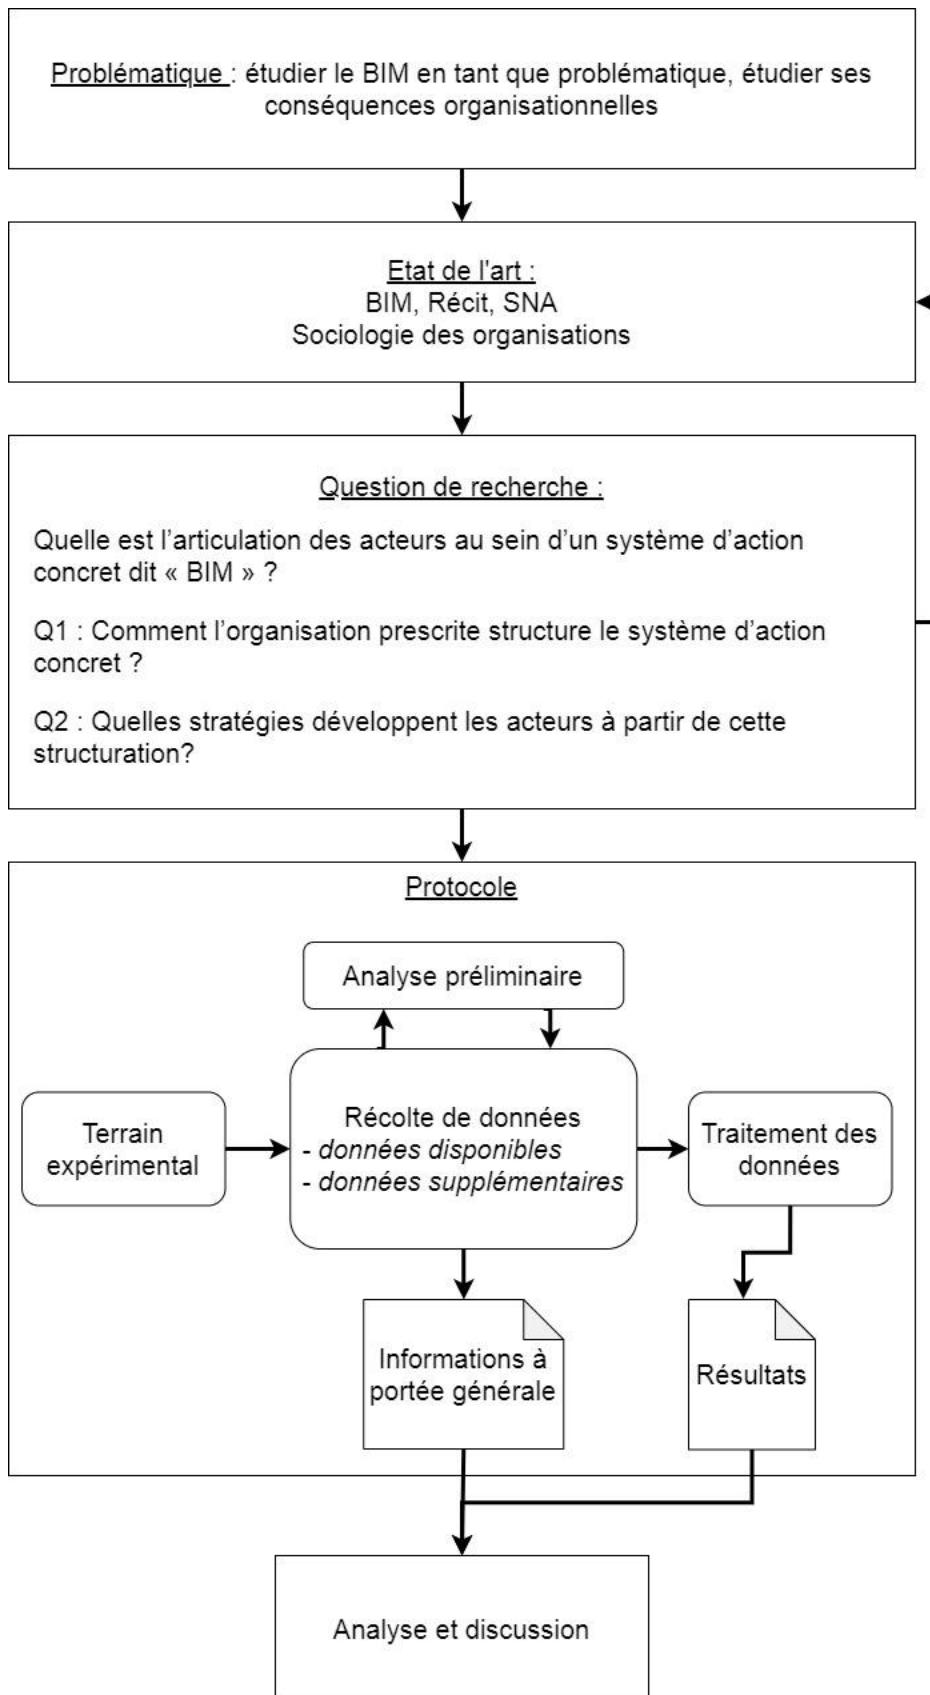 Problématique : étudier le BIM en tant que problématique, étudier ses
conséquences organisationnelles
Etat de l'art :
BIM, Récit, SNA
Sociologie des organisations
Question de recherche :
Quelle est l’articulation des acteurs au sein d’un système d’action
concret dit « BIM » ?
Q1 : Comment l’organisation prescrite structure le système d’action
concret ?
Q2 : Quelles stratégies développent les acteurs à partir de cette
structuration?
Protocole
Analyse préliminaire
Terrain
expérimental
Récolte de données
- données disponibles
- données supplémentaires
Traitement des
données
Informations à
portée générale
Résultats
Analyse et discussion